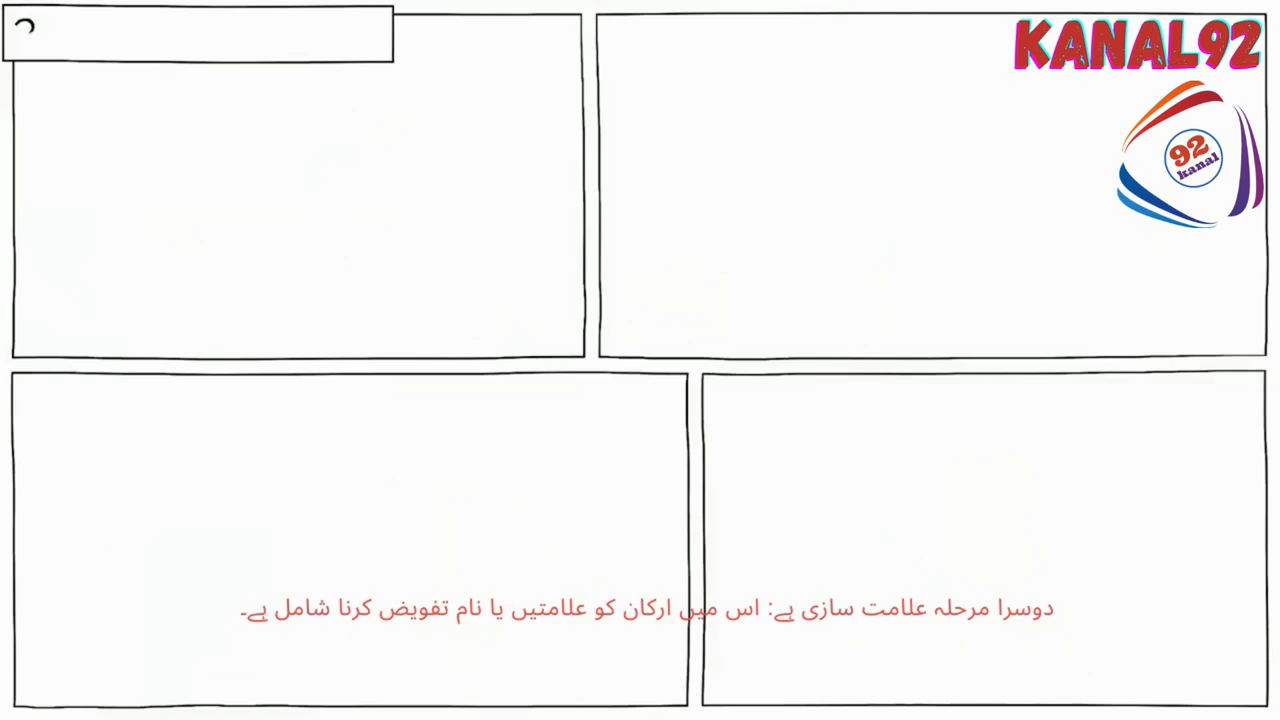 KANAL92
92
kanal
دوسرا مرحلہ علامت سازی ہے: اس میں ارکان کو علامتیں یا نام تفویض کرنا شامل ہے۔